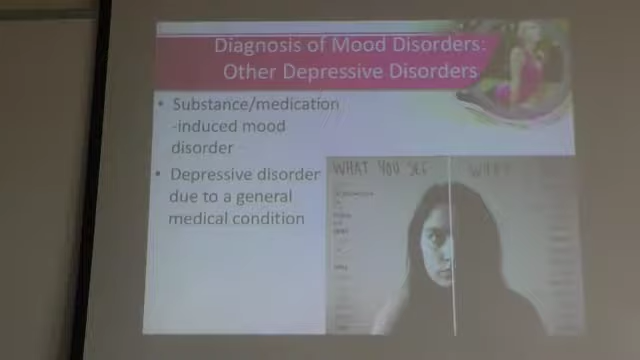 Diagnosis of Mood Disorders:
Other Depressive Disorders
• Substance/medication
-induced mood
disorder
• Depressive disorder
due to a general
medical condition
WHAT YOU SEE